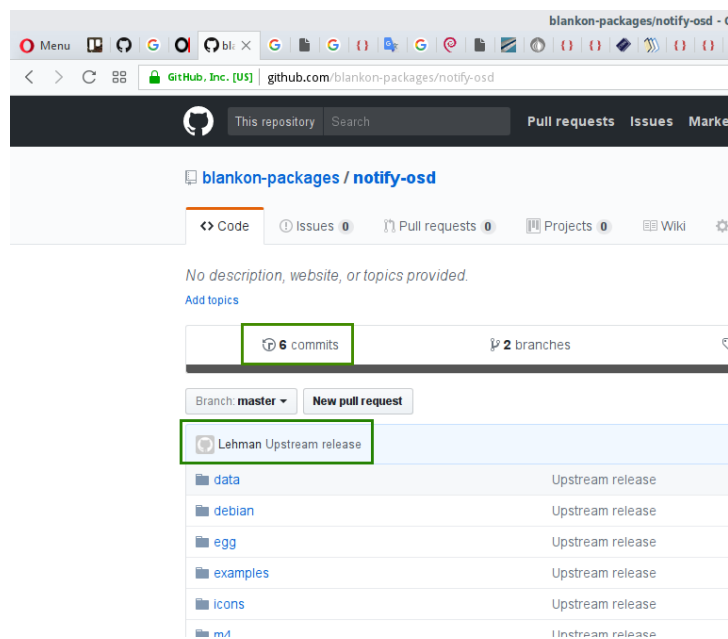 blankon-packages/notify-osd -
Menu
bla
GitHub, Inc. [US] github.com/blankon-packages/notify-osd
This repository Search Pull requests Issues Marke
blankon-packages / notify-osd
Code Issues 0 Pull requests 0 Projects 0 Wiki
No description, website, or topics provided.
Add topics
6 commits 2 branches
Branch: master New pull request
Lehman Upstream release
data Upstream release
debian Upstream release
egg Upstream release
examples Upstream release
icons Upstream release
m4 Upstream release